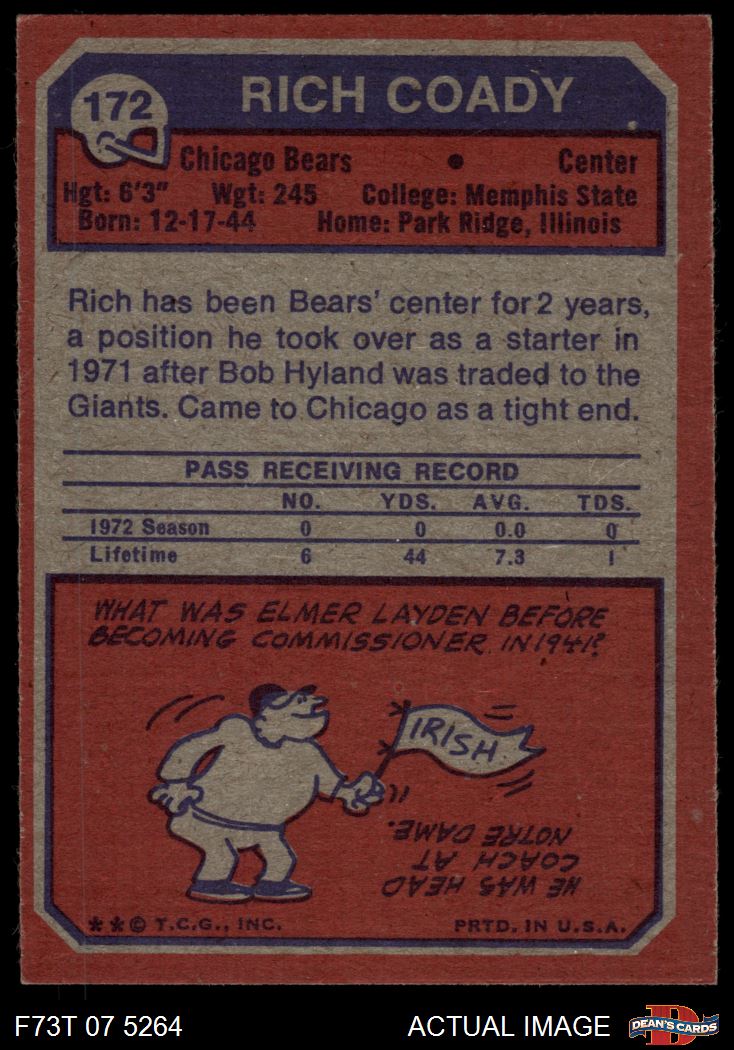 172
RICH COADY
Chicago Bears • Center
Hgt: 6'3" Wgt: 245 College: Memphis State
Born: 12-17-44 Home: Park Ridge, Illinois
Rich has been Bears' center for 2 years,
a position he took over as a starter in
1971 after Bob Hyland was traded to the
Giants. Came to Chicago as a tight end.
PASS RECEIVING RECORD
NO. YDS. AVG. TDS.
1972 Season 0 0 0.0 0
Lifetime 6 44 7.3 1
WHAT WAS ELMER LAYDEN BEFORE
BECOMING COMMISSIONER IN 1941?
IRISH
HE WAS HEAD
COACH AT
NOTRE DAME.
**© T.C.G., INC. PRTD. IN U.S.A.
F73T 07 5264 ACTUAL IMAGE
D
DEAN'S CARDS